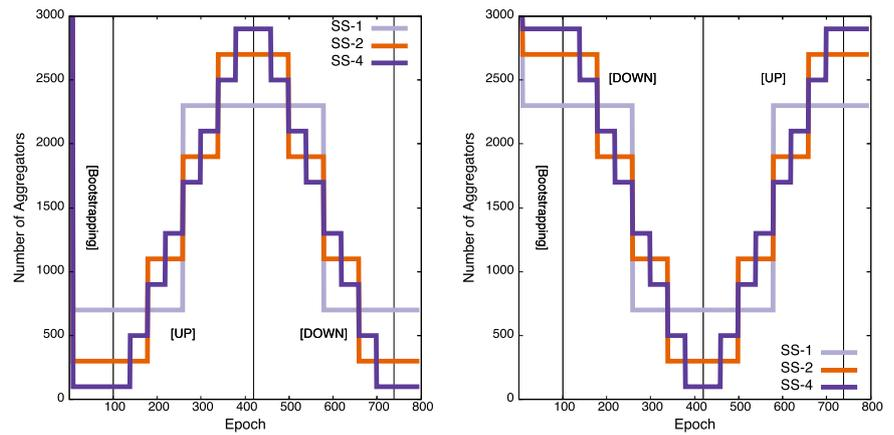 3000
2500
2000
1500
1000
500
0
Number of Aggregators
[Bootstrapping]
SS-1
SS-2
SS-4
[UP]
[DOWN]
100 200 300 400 500 600 700 800
Epoch
3000
2500
2000
1500
1000
500
0
Number of Aggregators
[Bootstrapping]
[DOWN]
[UP]
SS-1
SS-2
SS-4
100 200 300 400 500 600 700 800
Epoch